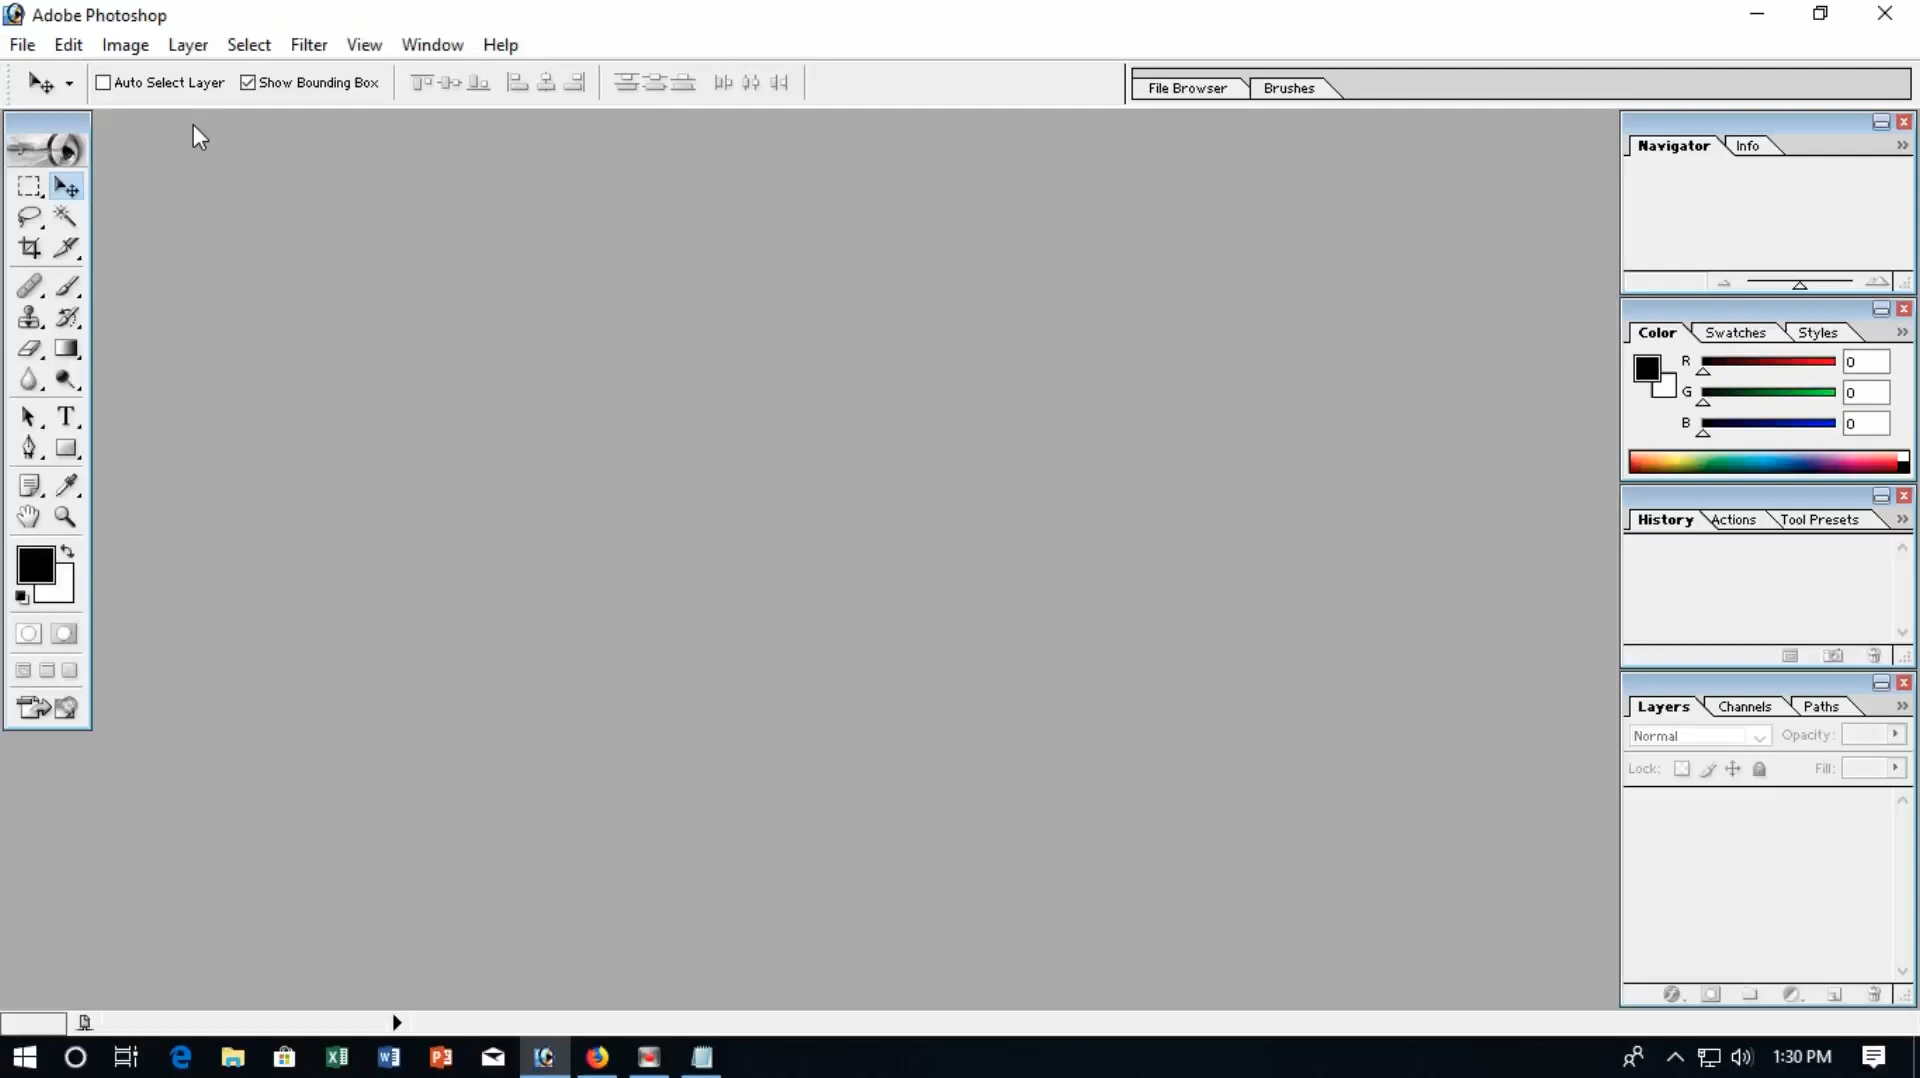 Adobe Photoshop
File Edit Image Layer Select Filter View Window Help
Auto Select Layer Show Bounding Box File Browser Brushes
Navigator Info
Color Swatches Styles
R 0
G 0
B 0
History Actions Tool Presets
Layers Channels Paths
Normal Opacity:
Lock: Fill:
1:30 PM